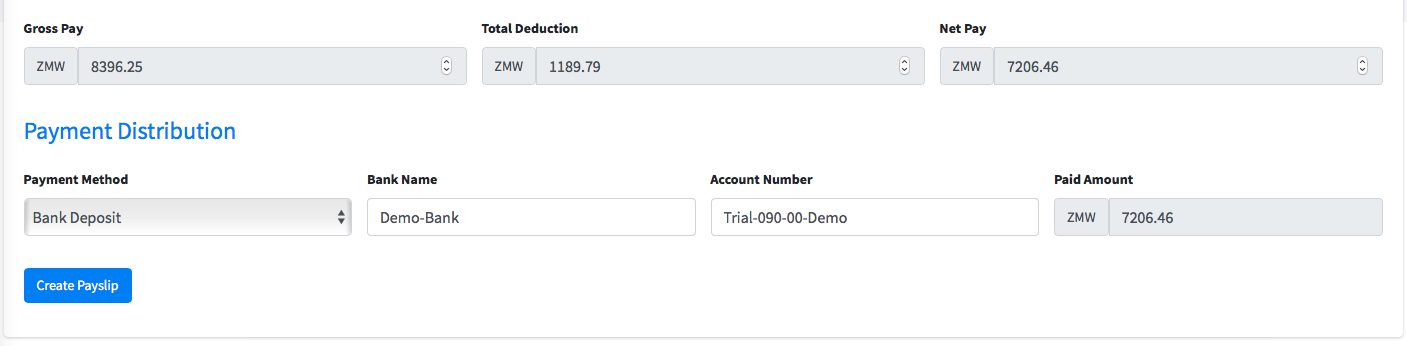 Gross Pay Total Deduction Net Pay
ZMW 8396.25 ZMW 1189.79 ZMW 7206.46
Payment Distribution
Payment Method Bank Name Account Number Paid Amount
Bank Deposit Demo-Bank Trial-090-00-Demo ZMW 7206.46
Create Payslip